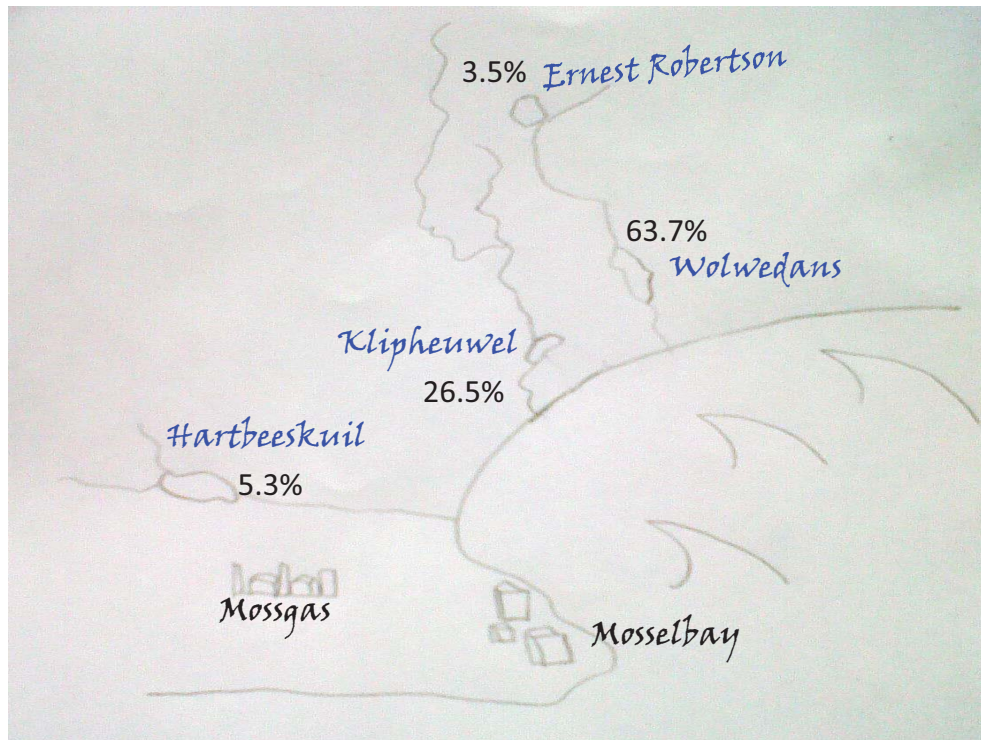 3.5% Ernest Robertson
63.7%
Wolwedans
Klipheuwel
26.5%
Hartbeeskuil
5.3%
Mossgas
Mosselbay